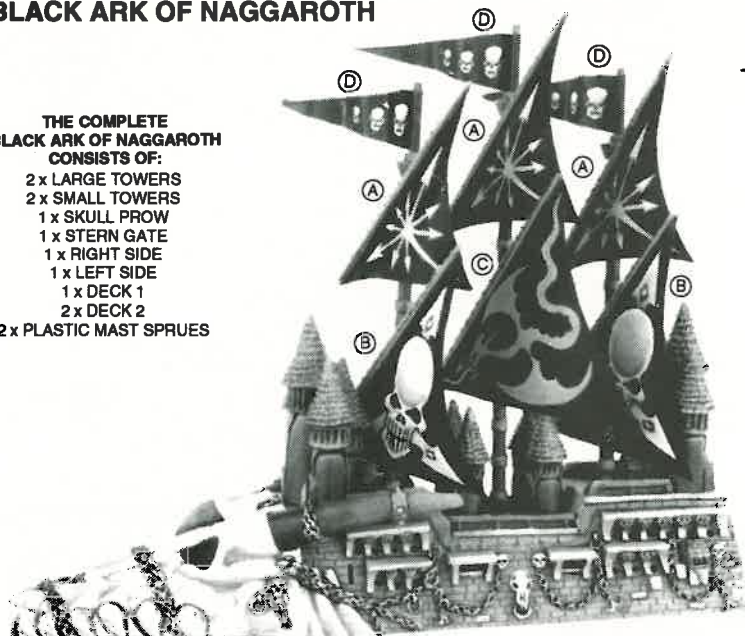 BLACK ARK OF NAGGAROTH
THE COMPLETE
BLACK ARK OF NAGGAROTH
CONSISTS OF:
2 x LARGE TOWERS
2 x SMALL TOWERS
1 x SKULL PROW
1 x STERN GATE
1 x RIGHT SIDE
1 x LEFT SIDE
1 x DECK 1
2 x DECK 2
2 x PLASTIC MAST SPRUES
D
D
D
A
A
A
C
B
B